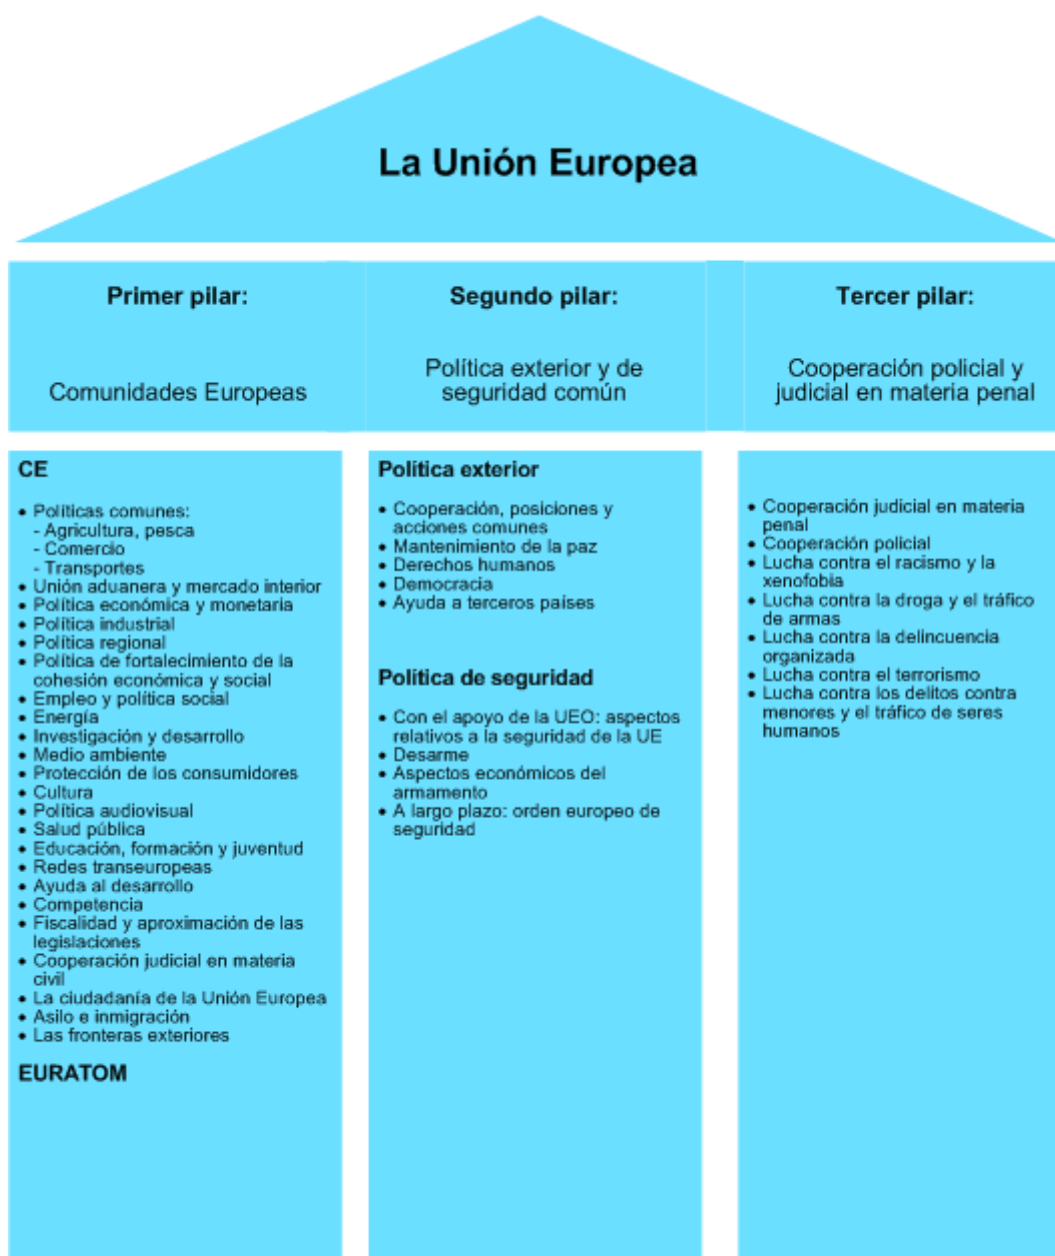 La Unión Europea
Primer pilar:
Comunidades Europeas
Segundo pilar:
Política exterior y de
seguridad común
Tercer pilar:
Cooperación policial y
judicial en materia penal
CE
• Políticas comunes:
- Agricultura, pesca
- Comercio
- Transportes
• Unión aduanera y mercado interior
• Política económica y monetaria
• Política industrial
• Política regional
• Política de fortalecimiento de la
cohesión económica y social
• Empleo y política social
• Energía
• Investigación y desarrollo
• Medio ambiente
• Protección de los consumidores
• Cultura
• Política audiovisual
• Salud pública
• Educación, formación y juventud
• Redes transeuropeas
• Ayuda al desarrollo
• Competencia
• Fiscalidad y aproximación de las
legislaciones
• Cooperación judicial en materia
civil
• La ciudadanía de la Unión Europea
• Asilo e inmigración
• Las fronteras exteriores
EURATOM
Política exterior
• Cooperación, posiciones y
acciones comunes
• Mantenimiento de la paz
• Derechos humanos
• Democracia
• Ayuda a terceros países
Política de seguridad
• Con el apoyo de la UEO: aspectos
relativos a la seguridad de la UE
• Desarme
• Aspectos económicos del
armamento
• A largo plazo: orden europeo de
seguridad
• Cooperación judicial en materia
penal
• Cooperación policial
• Lucha contra el racismo y la
xenofobia
• Lucha contra la droga y el tráfico
de armas
• Lucha contra la delincuencia
organizada
• Lucha contra el terrorismo
• Lucha contra los delitos contra
menores y el tráfico de seres
humanos